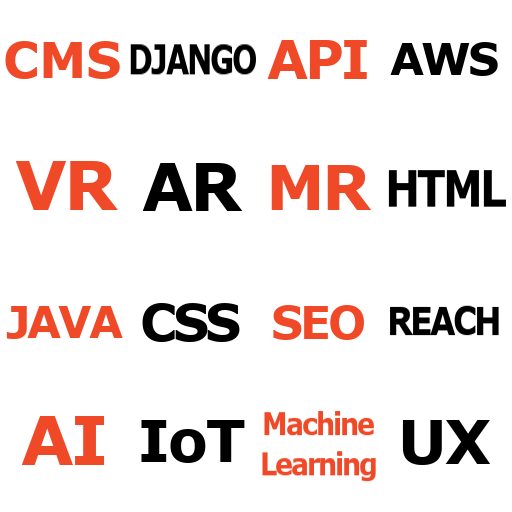 CMS DJANGO API AWS
VR AR MR HTML
JAVA CSS SEO REACH
AI IoT Machine Learning UX